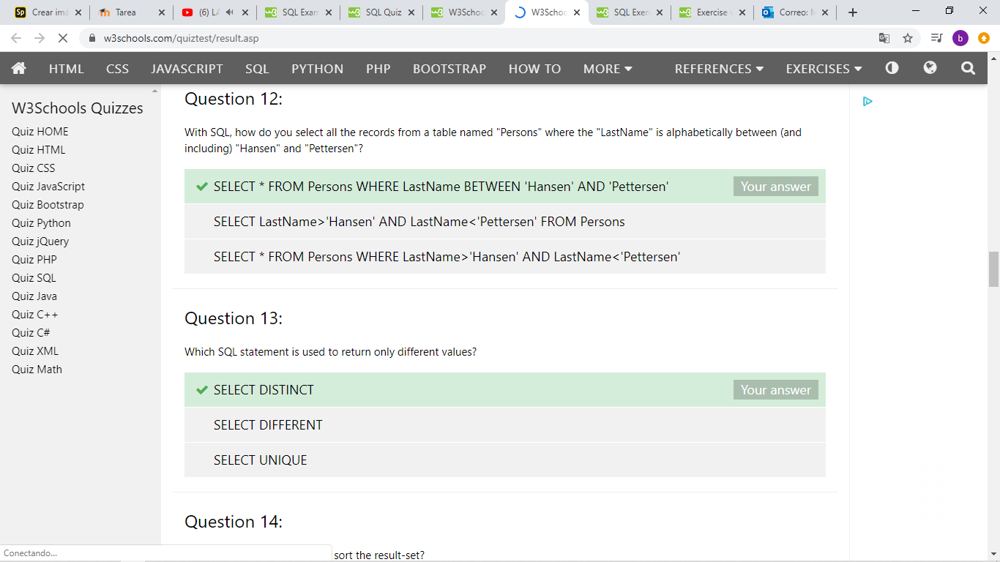 Crear imá
Tarea
(6) LA
SQL Exam
SQL Quiz
W3Schoo
W3Schoo
SQL Exer
Exercise v
Correo: M
w3schools.com/quiztest/result.asp
b
HTML CSS JAVASCRIPT SQL PYTHON PHP BOOTSTRAP HOW TO MORE REFERENCES EXERCISES
W3Schools Quizzes
Quiz HOME
Quiz HTML
Quiz CSS
Quiz JavaScript
Quiz Bootstrap
Quiz Python
Quiz jQuery
Quiz PHP
Quiz SQL
Quiz Java
Quiz C++
Quiz C#
Quiz XML
Quiz Math
Question 12:
With SQL, how do you select all the records from a table named "Persons" where the "LastName" is alphabetically between (and
including) "Hansen" and "Pettersen"?
SELECT * FROM Persons WHERE LastName BETWEEN 'Hansen' AND 'Pettersen' Your answer
SELECT LastName>'Hansen' AND LastName<'Pettersen' FROM Persons
SELECT * FROM Persons WHERE LastName>'Hansen' AND LastName<'Pettersen'
Question 13:
Which SQL statement is used to return only different values?
SELECT DISTINCT Your answer
SELECT DIFFERENT
SELECT UNIQUE
Question 14:
sort the result-set?
Conectando...